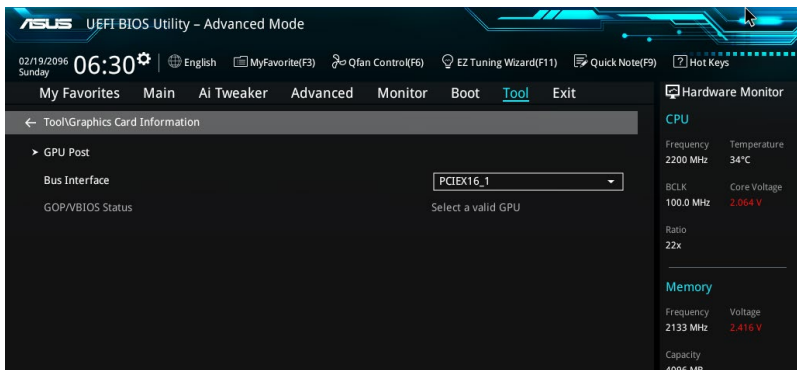 ASUS UEFI BIOS Utility – Advanced Mode
02/19/2096 Sunday 06:30 English MyFavorite(F3) Qfan Control(F6) EZ Tuning Wizard(F11) Quick Note(F9) ? Hot Keys
My Favorites Main Ai Tweaker Advanced Monitor Boot Tool Exit
← Tool\Graphics Card Information
> GPU Post
Bus Interface PCIEX16_1
GOP/VBIOS Status Select a valid GPU
Hardware Monitor
CPU
Frequency Temperature
2200 MHz 34°C
BCLK Core Voltage
100.0 MHz 2.064 V
Ratio
22x
Memory
Frequency Voltage
2133 MHz 2.416 V
Capacity
4096 MB